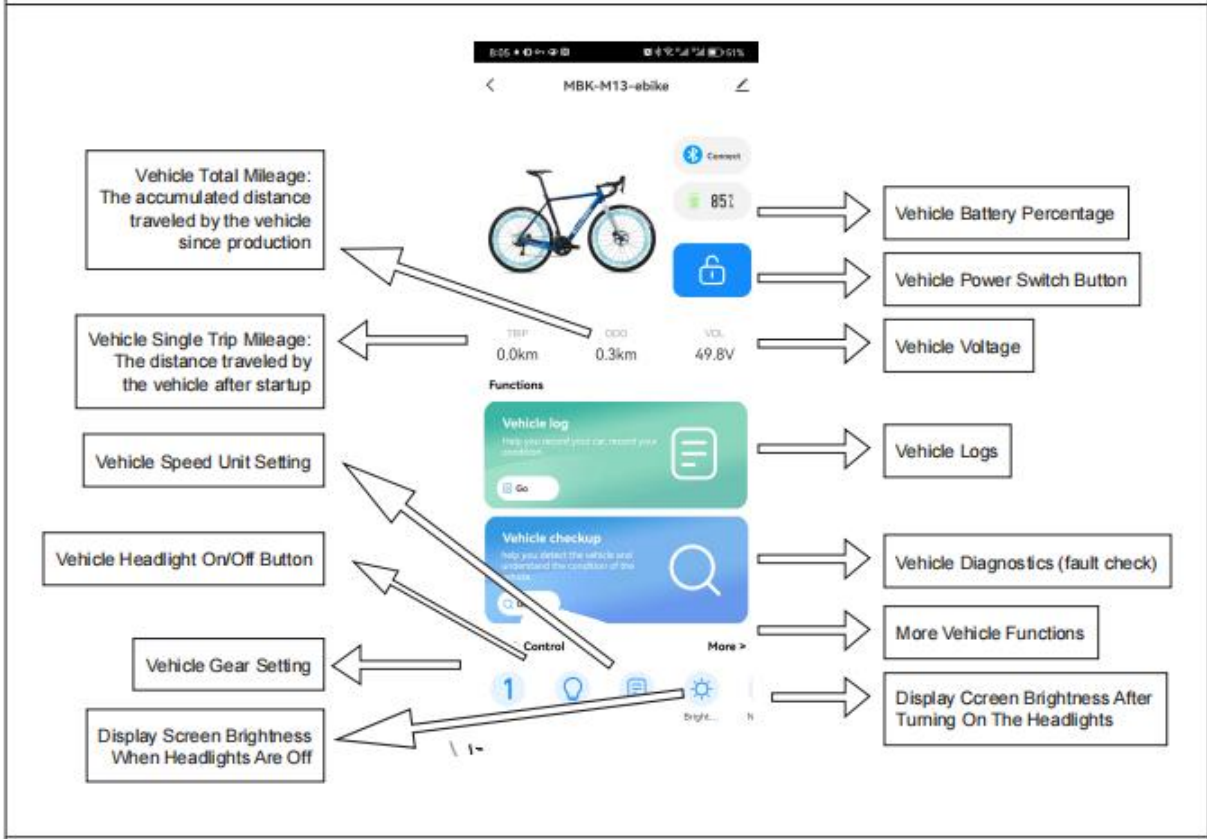 8:05
51%
MBK-M13-ebike
Connect
85%
Vehicle Total Mileage:
The accumulated distance
traveled by the vehicle
since production
Vehicle Battery Percentage
Vehicle Power Switch Button
Vehicle Single Trip Mileage:
The distance traveled by
the vehicle after startup
TRIP
ODO
VOL
0.0km
0.3km
49.8V
Vehicle Voltage
Functions
Vehicle log
Help you record your car, record your
condition.
Go
Vehicle Speed Unit Setting
Vehicle Logs
Vehicle checkup
help you detect the vehicle and
understand the condition of the
vehicle.
Vehicle Headlight On/Off Button
Vehicle Diagnostics (fault check)
Control
More >
More Vehicle Functions
Vehicle Gear Setting
1
Bright...
N
Display Ccreen Brightness After
Turning On The Headlights
Display Screen Brightness
When Headlights Are Off